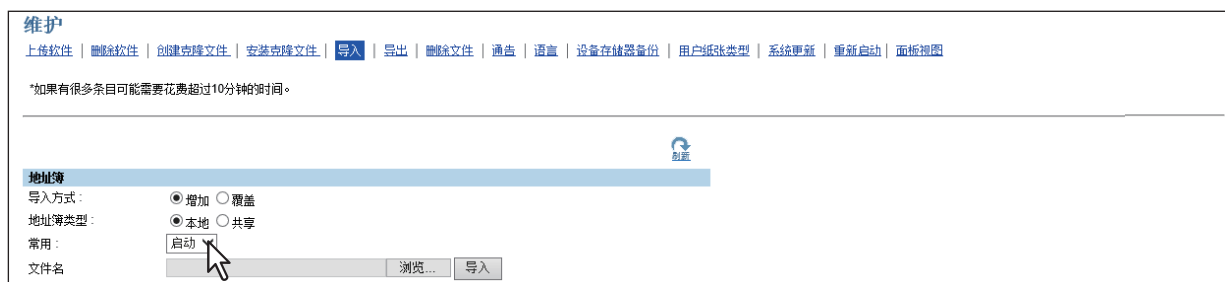 维护
上传软件 | 删除软件 | 创建克隆文件 | 安装克隆文件 | 导入 | 导出 | 删除文件 | 通告 | 语言 | 设备存储器备份 | 用户纸张类型 | 系统更新 | 重新启动 | 面板视图
*如果有很多条目可能需要花费超过10分钟的时间。
刷新
地址簿
导入方式 : 增加 覆盖
地址簿类型 : 本地 共享
常用 : 启动
文件名 浏览... 导入